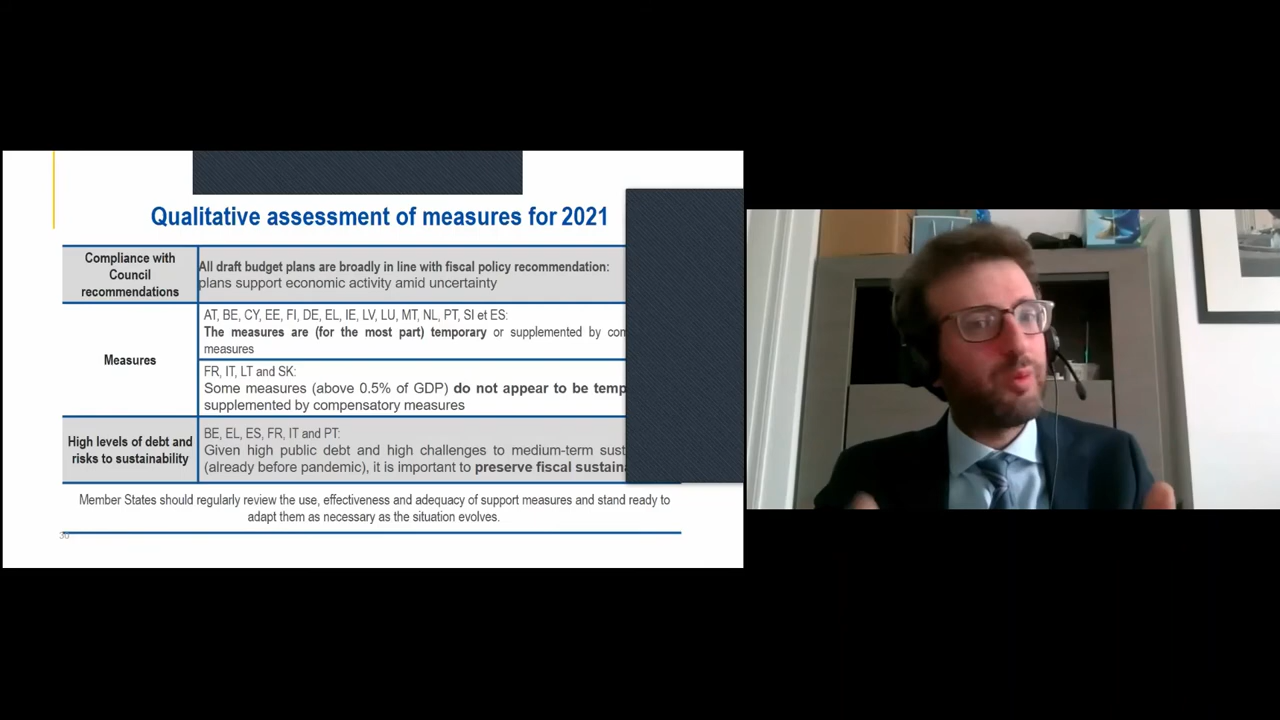 Qualitative assessment of measures for 2021
Compliance with
Council
recommendations
All draft budget plans are broadly in line with fiscal policy recommendation:
plans support economic activity amid uncertainty
Measures
AT, BE, CY, EE, FI, DE, EL, IE, LV, LU, MT, NL, PT, SI et ES:
The measures are (for the most part) temporary or supplemented by
measures
FR, IT, LT and SK:
Some measures (above 0.5% of GDP) do not appear to be
supplemented by compensatory measures
High levels of debt and
risks to sustainability
BE, EL, ES, FR, IT and PT:
Given high public debt and high challenges to medium-term
(already before pandemic), it is important to preserve fiscal
Member States should regularly review the use, effectiveness and adequacy of support measures and stand ready to
adapt them as necessary as the situation evolves.